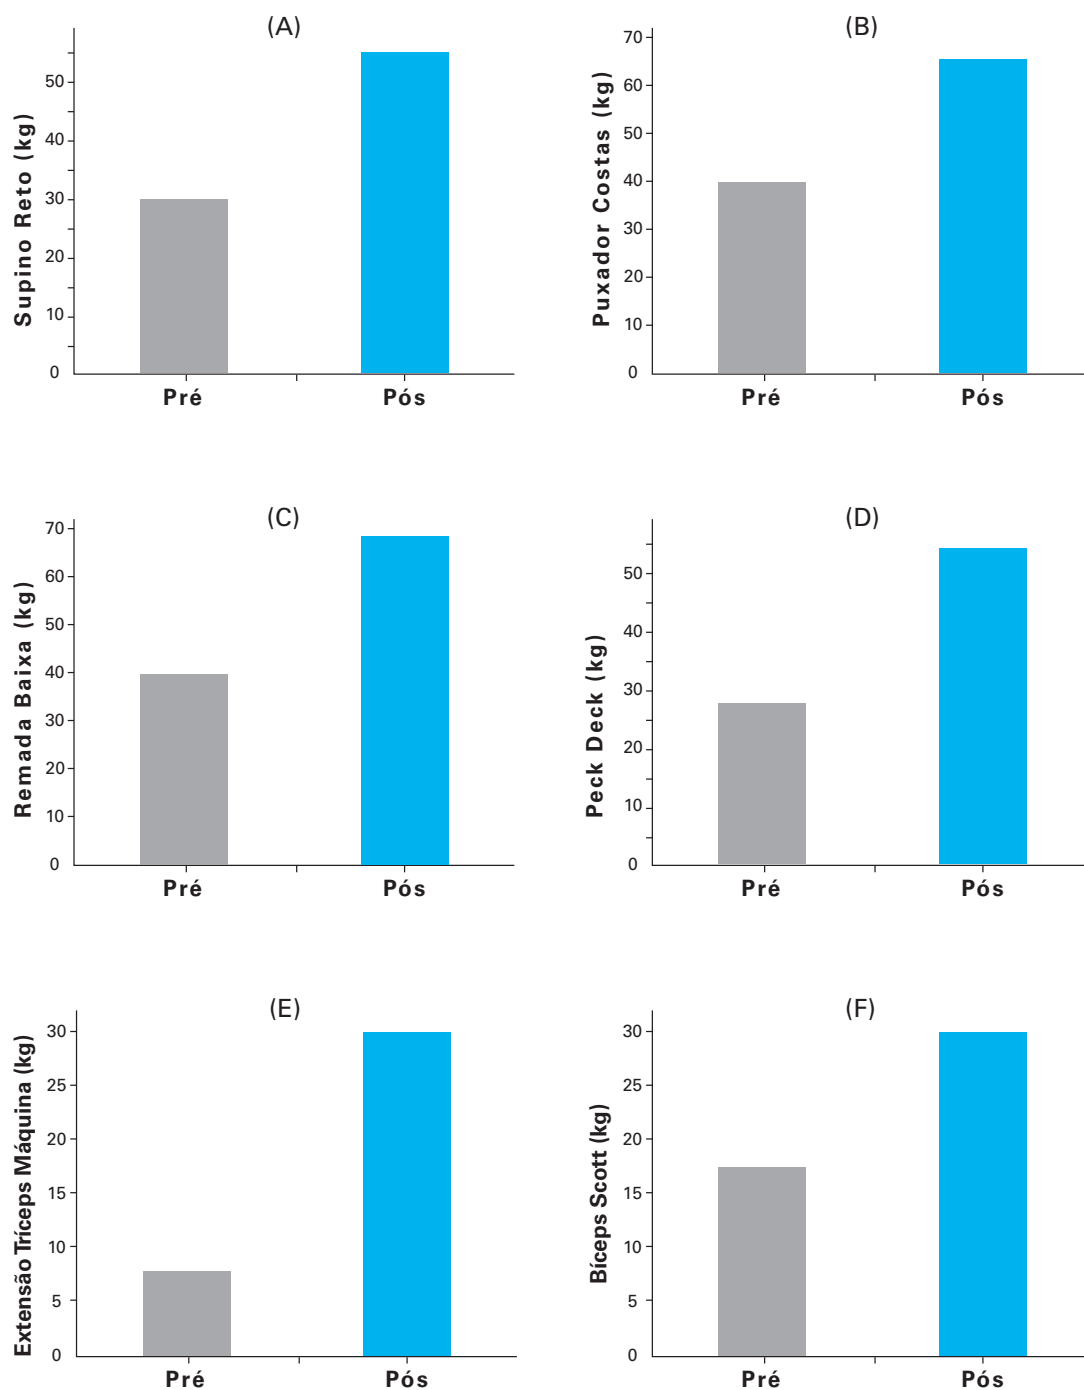 (A)
Supino Reto (kg)
50
40
30
20
10
0
Pré
Pós
(B)
Puxador Costas (kg)
70
60
50
40
30
20
10
0
Pré
Pós
(C)
Remada Baixa (kg)
70
60
50
40
30
20
10
0
Pré
Pós
(D)
Peck Deck (kg)
50
40
30
20
10
0
Pré
Pós
(E)
Extensão Tríceps Máquina (kg)
30
25
20
15
10
5
0
Pré
Pós
(F)
Bíceps Scott (kg)
30
25
20
15
10
5
0
Pré
Pós